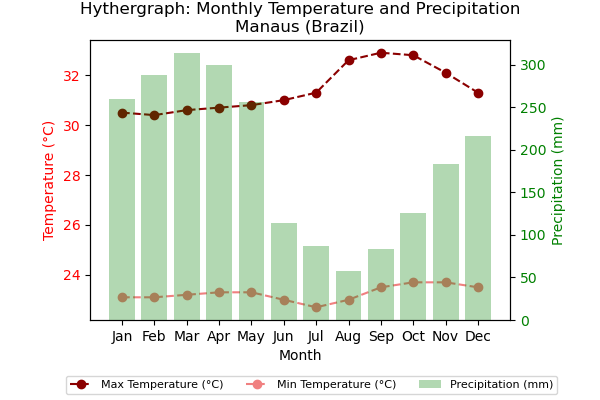 Hythergraph: Monthly Temperature and Precipitation
Manaus (Brazil)
Temperature (°C)
32
30
28
26
24
Precipitation (mm)
300
250
200
150
100
50
0
Jan Feb Mar Apr May Jun Jul Aug Sep Oct Nov Dec
Month
Max Temperature (°C) Min Temperature (°C) Precipitation (mm)